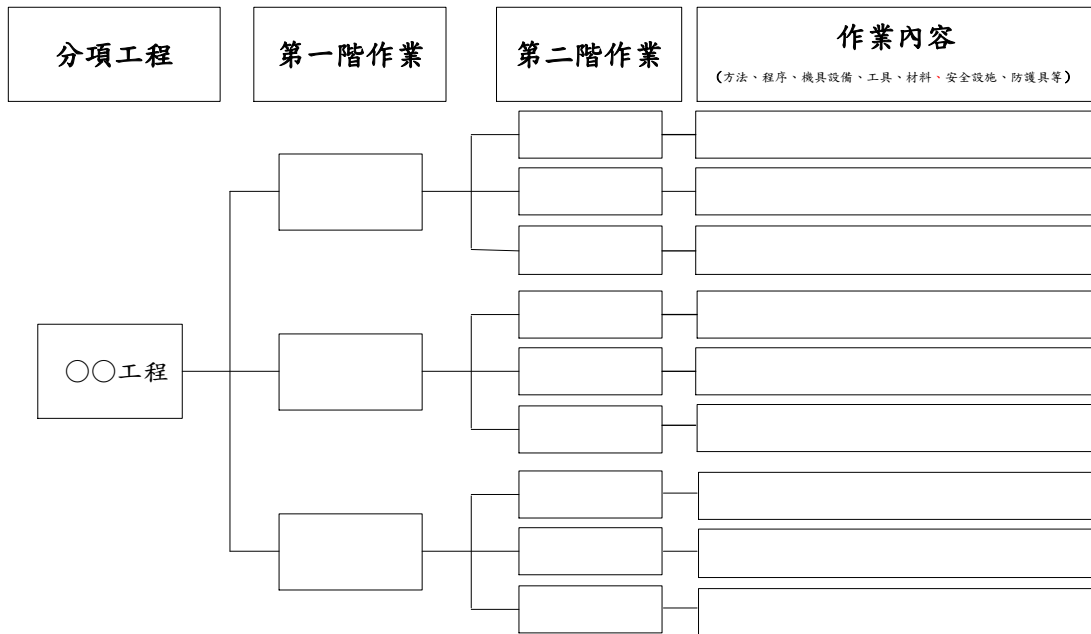 分項工程
第一階作業
第二階作業
作業內容
(方法、程序、機具設備、工具、材料、安全設施、防護具等)
○○工程